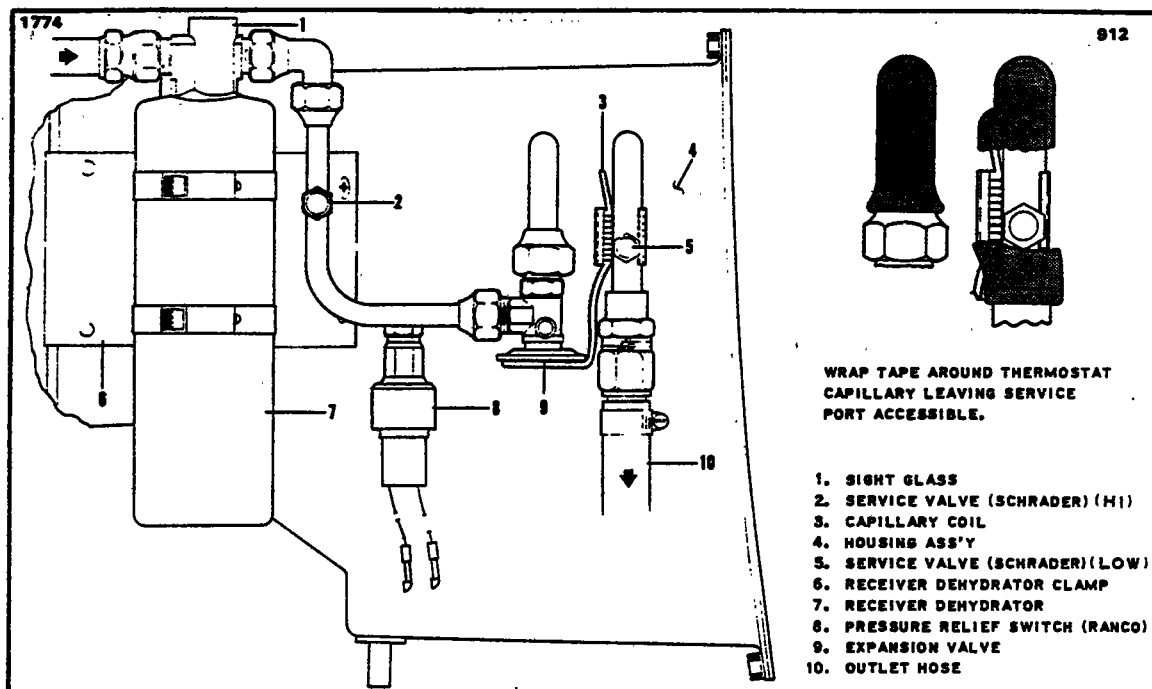 1774
912
1
2
3
4
5
6
7
8
9
10
WRAP TAPE AROUND THERMOSTAT
CAPILLARY LEAVING SERVICE
PORT ACCESSIBLE.
1. SIGHT GLASS
2. SERVICE VALVE (SCHRADER) (HI)
3. CAPILLARY COIL
4. HOUSING ASS'Y
5. SERVICE VALVE (SCHRADER)(LOW)
6. RECEIVER DEHYDRATOR CLAMP
7. RECEIVER DEHYDRATOR
8. PRESSURE RELIEF SWITCH (RANCO)
9. EXPANSION VALVE
10. OUTLET HOSE